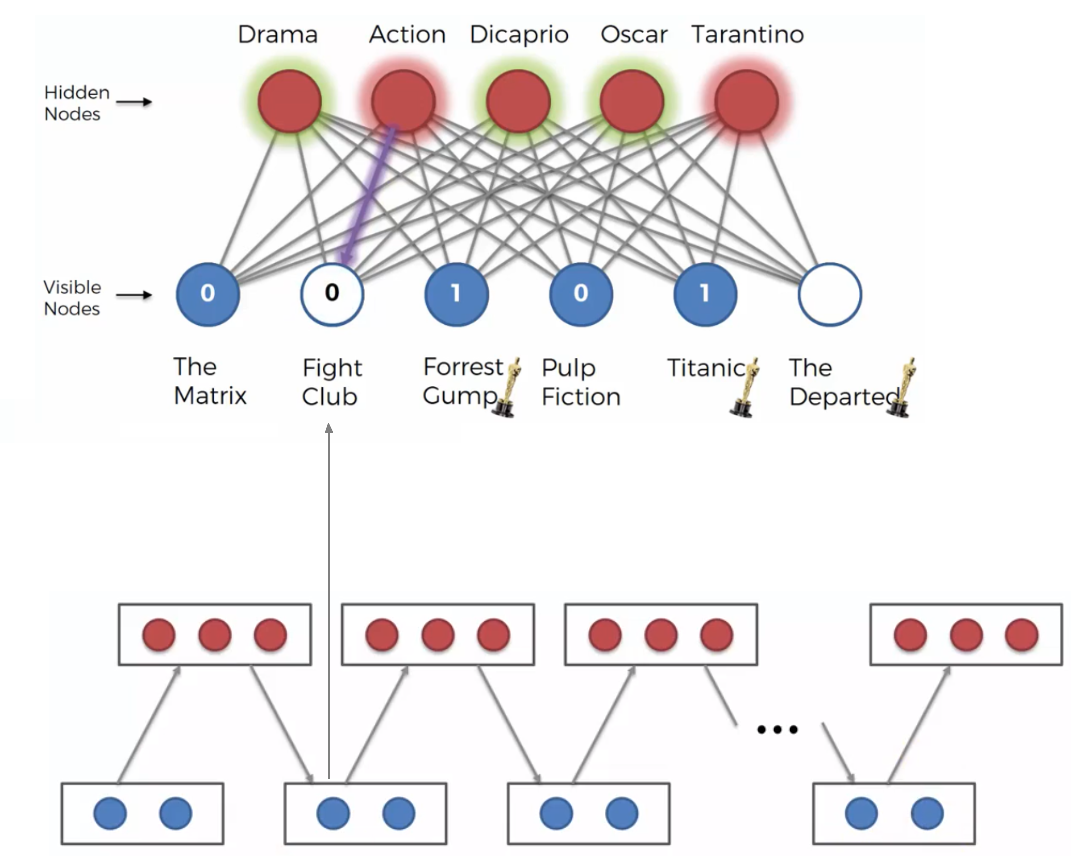 Drama Action Dicaprio Oscar Tarantino
Hidden
Nodes
Visible
Nodes
0 0 1 0 1
The Fight Forrest Pulp Titanic The
Matrix Club Gump Fiction Departed
...